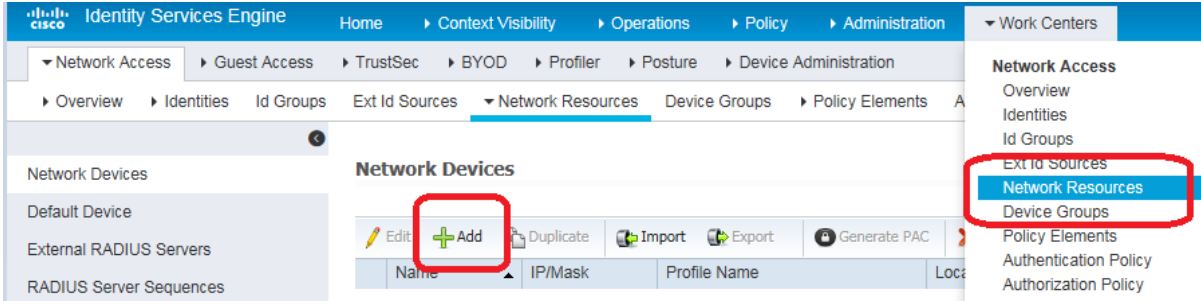 cisco Identity Services Engine Home Context Visibility Operations Policy Administration Work Centers
Network Access Guest Access TrustSec BYOD Profiler Posture Device Administration
Overview Identities Id Groups Ext Id Sources Network Resources Device Groups Policy Elements A
Network Devices
Default Device
External RADIUS Servers
RADIUS Server Sequences
Network Devices
Edit Add Duplicate Import Export Generate PAC
Name IP/Mask Profile Name Loca
Network Access
Overview
Identities
Id Groups
Ext Id Sources
Network Resources
Device Groups
Policy Elements
Authentication Policy
Authorization Policy